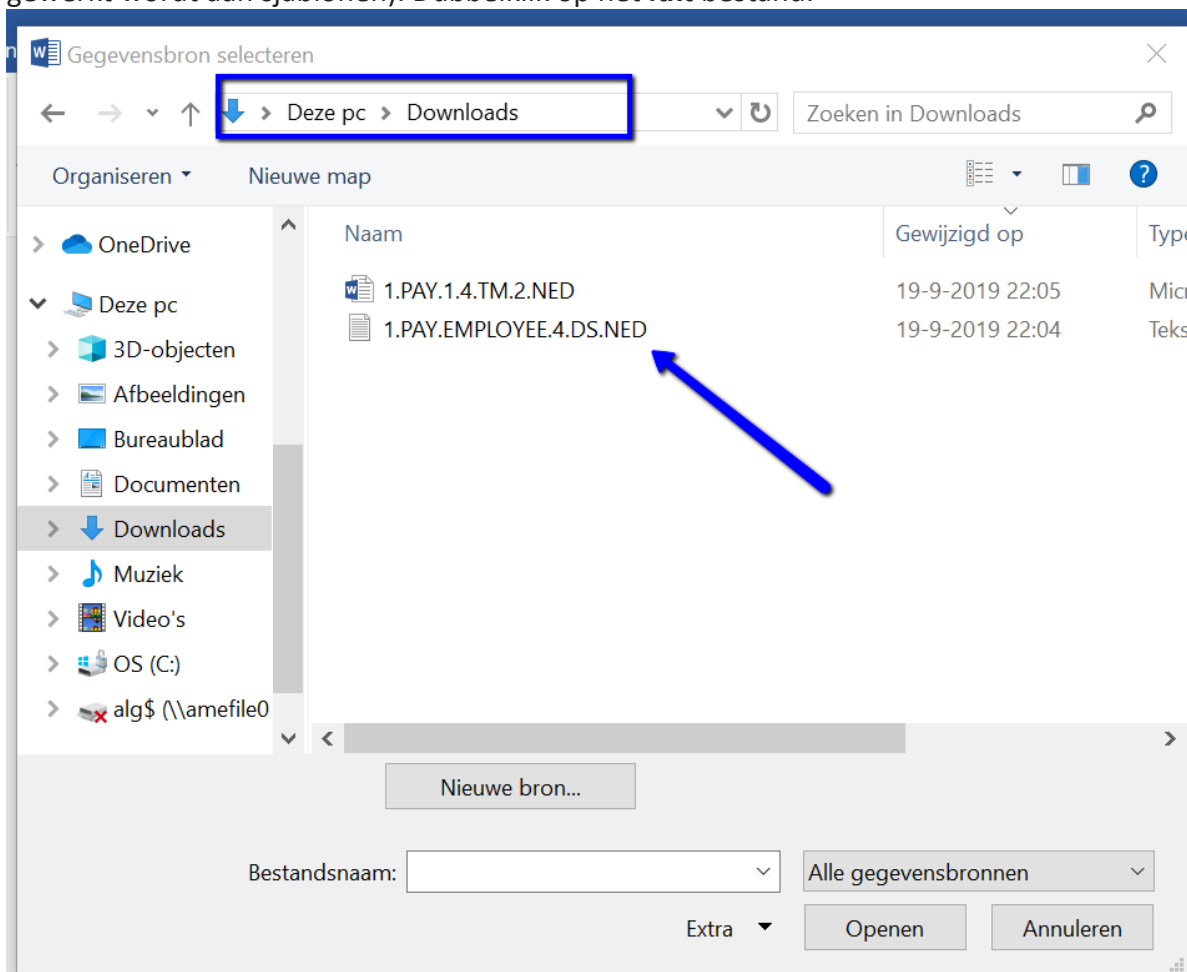 Gegevensbron selecteren
Deze pc Downloads
Zoeken in Downloads
Organiseren Nieuwe map
Naam Gewijzigd op
OneDrive
Deze pc
3D-objecten
Afbeeldingen
Bureaublad
Documenten
Downloads
Muziek
Video's
OS (C:)
alg$ (\\amefile0
1.PAY.1.4.TM.2.NED 19-9-2019 22:05
1.PAY.EMPLOYEE.4.DS.NED 19-9-2019 22:04
Nieuwe bron...
Bestandsnaam: Alle gegevensbronnen
Extra Openen Annuleren